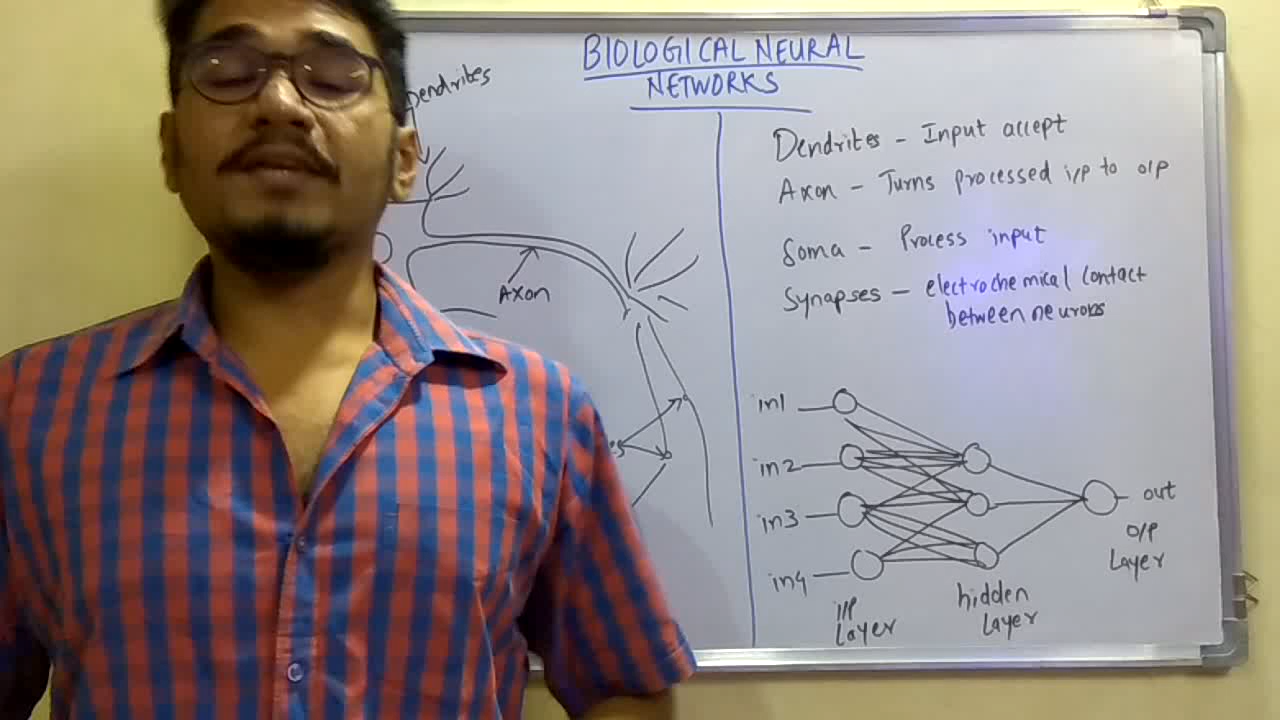 BIOLOGICAL NEURAL
NETWORKS
Dendrites
Axon
Dendrites - Input accept
Axon - Turns processed i/p to o/p
Soma - Process input
Synapses - electrochemical contact
between neurons
in1
in2
in3
in4
out
O/P
Layer
hidden
Layer
I/P
Layer